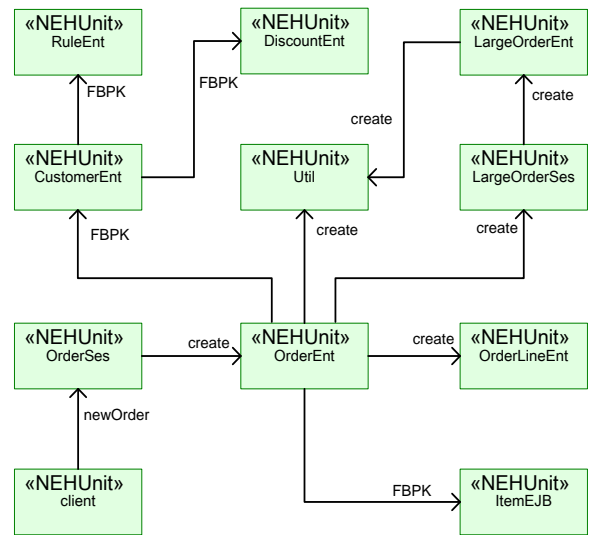 «NEHUnit»
RuleEnt
«NEHUnit»
DiscountEnt
«NEHUnit»
LargeOrderEnt
FBPK
FBPK
create
create
«NEHUnit»
CustomerEnt
«NEHUnit»
Util
«NEHUnit»
LargeOrderSes
FBPK
create
create
«NEHUnit»
OrderSes
create
«NEHUnit»
OrderEnt
create
«NEHUnit»
OrderLineEnt
newOrder
«NEHUnit»
client
FBPK
«NEHUnit»
ItemEJB